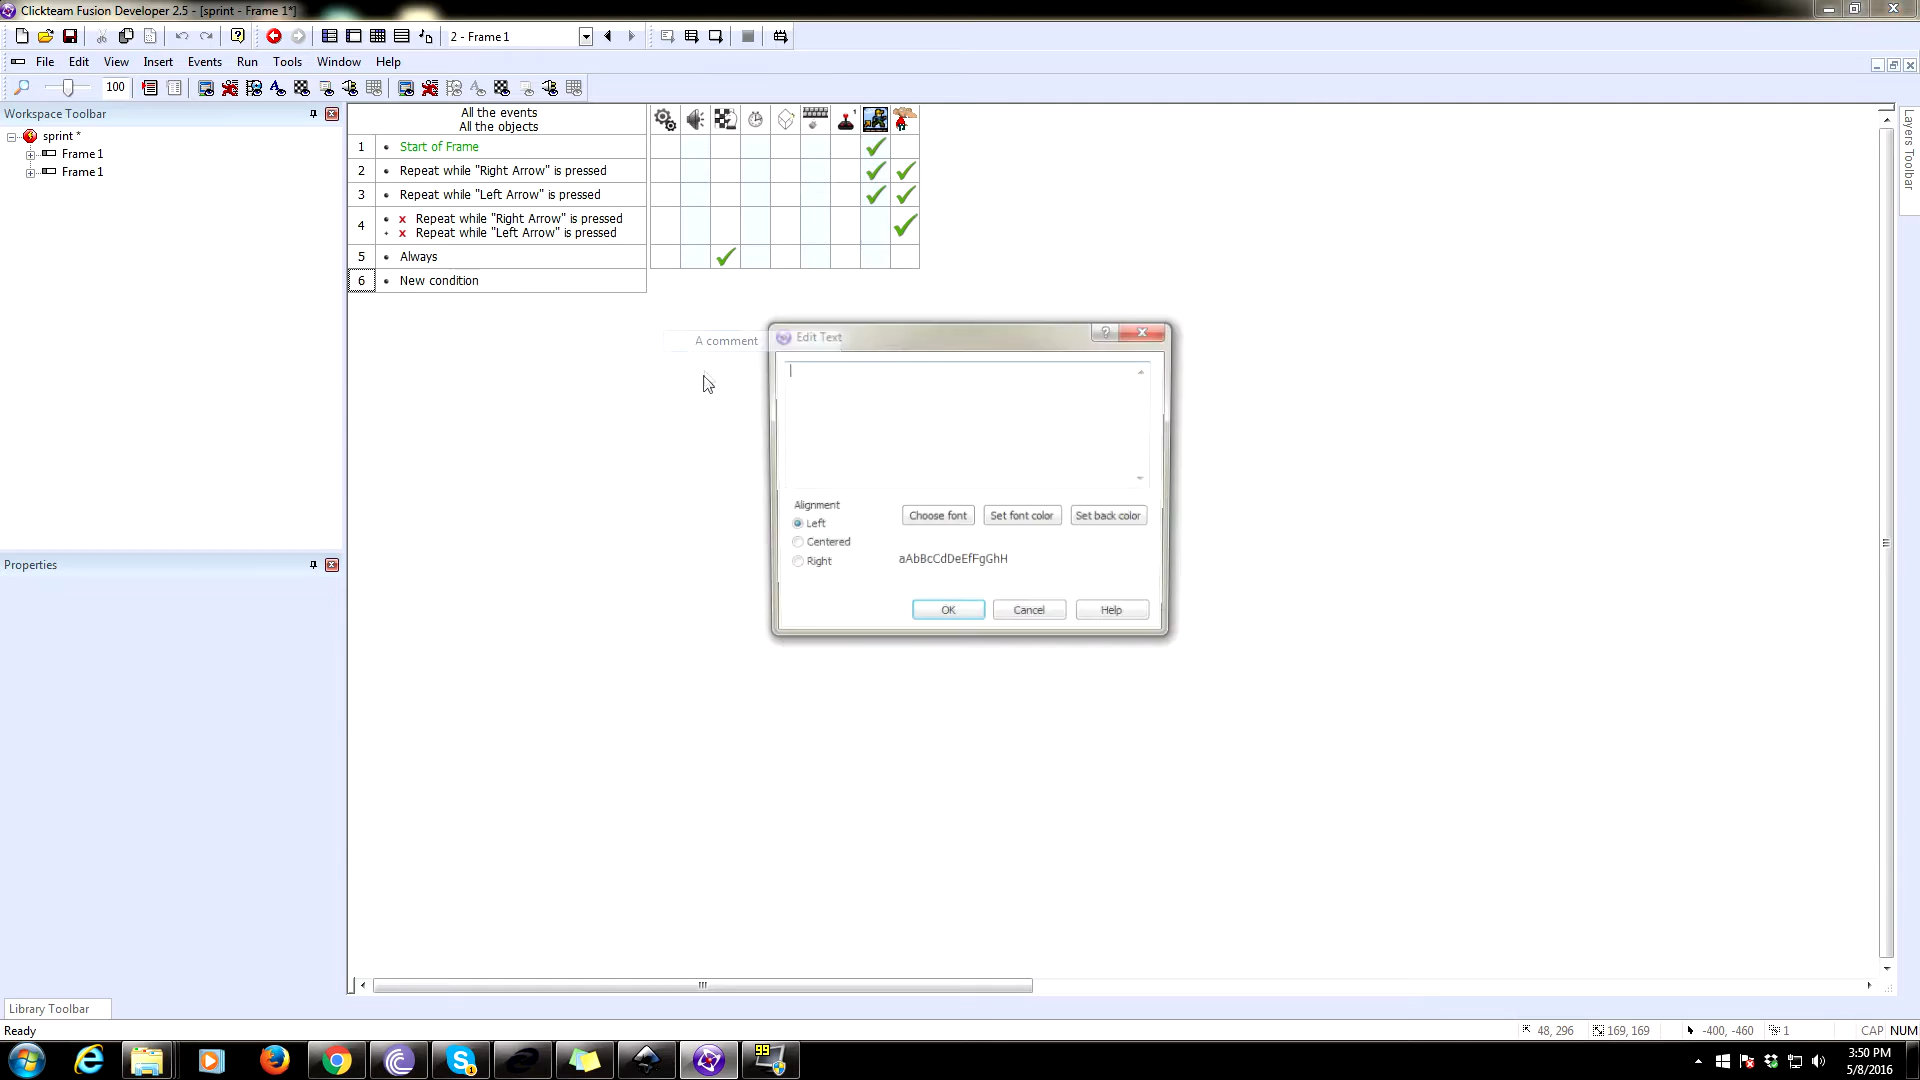 Clickteam Fusion Developer 2.5 - [sprint - Frame 1*]
2 - Frame 1
File Edit View Insert Events Run Tools Window Help
100
Workspace Toolbar
sprint *
Frame 1
Frame 1
Properties
Library Toolbar
Ready
All the events
All the objects
1 Start of Frame
2 Repeat while "Right Arrow" is pressed
3 Repeat while "Left Arrow" is pressed
4 X Repeat while "Right Arrow" is pressed
X Repeat while "Left Arrow" is pressed
5 Always
6 New condition
A comment
Edit Text
Alignment
Left
Centered
Right
Choose font
Set font color
Set back color
aAbBcCdDeEfFgGhH
OK
Cancel
Help
Layers Toolbar
48, 296
169, 169
-400, -460
1
CAP NUM
99
3:50 PM
5/8/2016